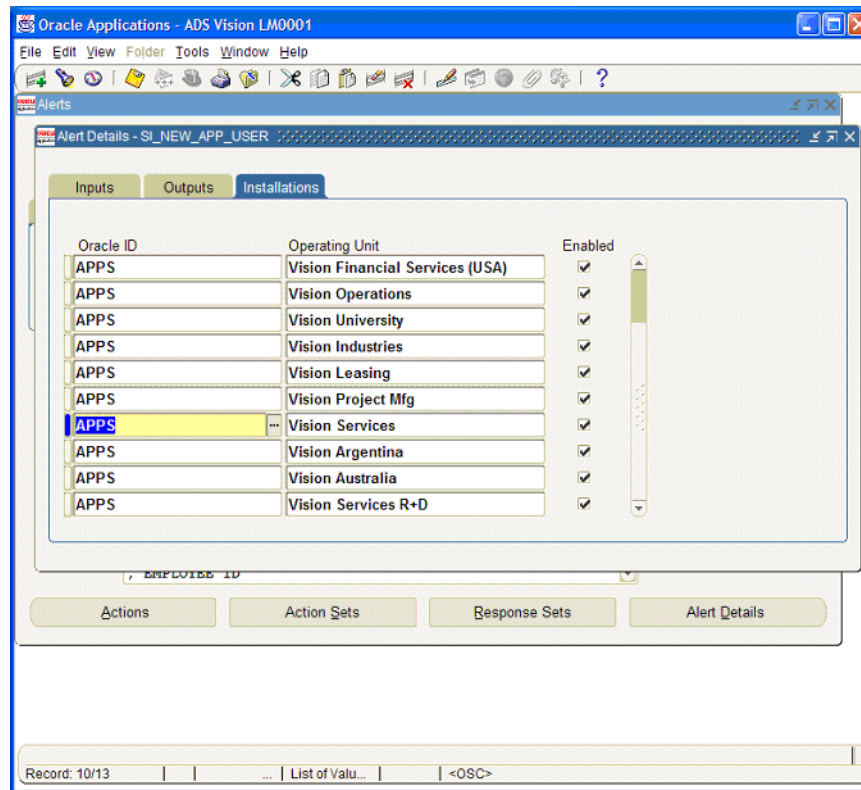 Oracle Applications - ADS Vision LM0001
File Edit View Folder Tools Window Help
Alerts
Alert Details - SI_NEW_APP_USER
Inputs Outputs Installations
Oracle ID Operating Unit Enabled
APPS Vision Financial Services (USA)
APPS Vision Operations
APPS Vision University
APPS Vision Industries
APPS Vision Leasing
APPS Vision Project Mfg
APPS ... Vision Services
APPS Vision Argentina
APPS Vision Australia
APPS Vision Services R+D
, EMPLOYEE ID
Actions Action Sets Response Sets Alert Details
Record: 10/13 ... List of Valu... <OSC>